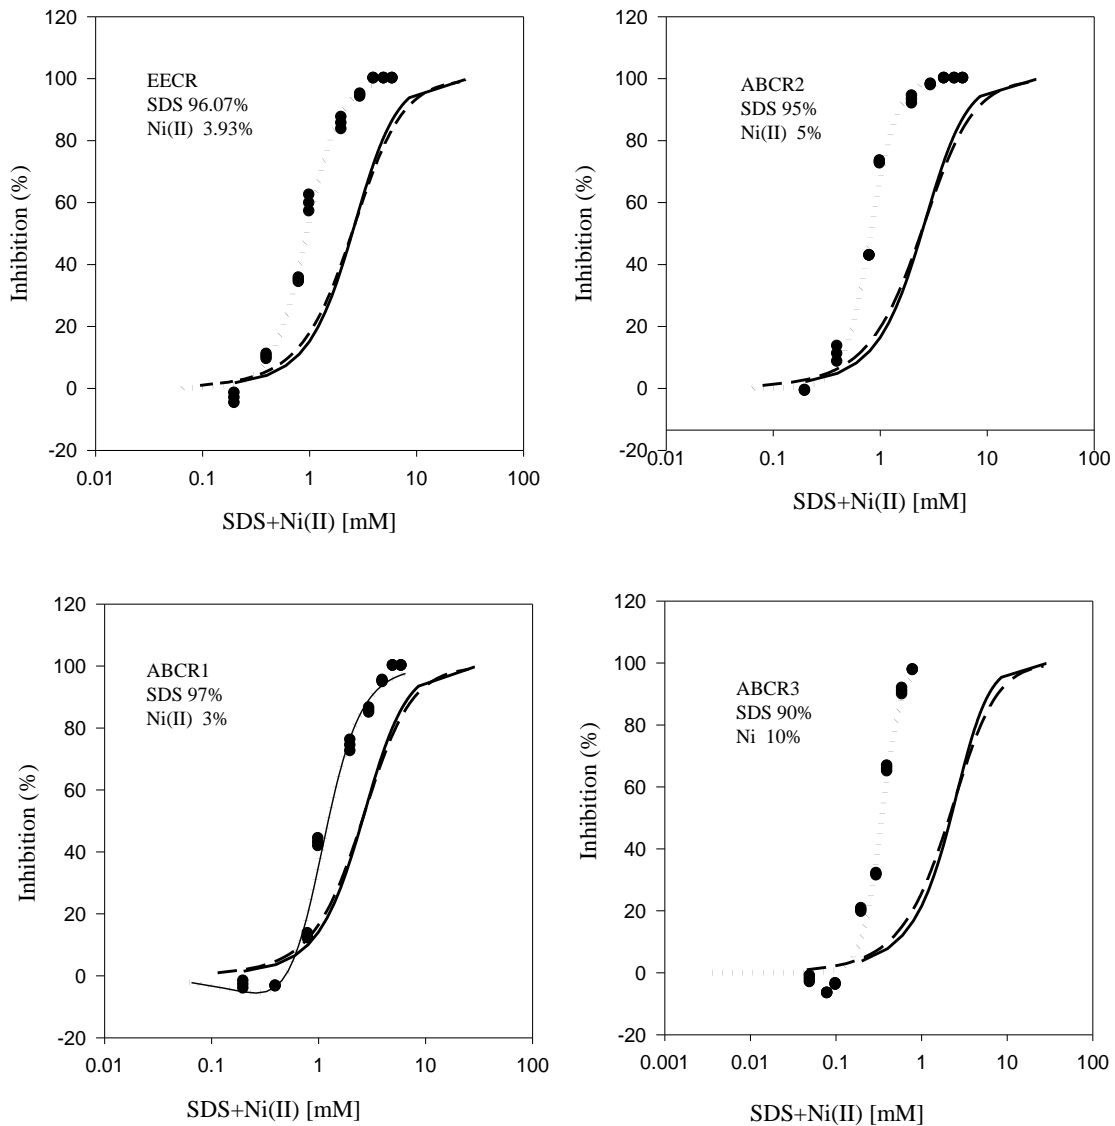 120
100
80
60
40
20
0
-20
Inhibition (%)
EECR
SDS 96.07%
Ni(II) 3.93%
0.01 0.1 1 10 100
SDS+Ni(II) [mM]
120
100
80
60
40
20
0
-20
Inhibition (%)
ABCR2
SDS 95%
Ni(II) 5%
0.01 0.1 1 10 100
SDS+Ni(II) [mM]
120
100
80
60
40
20
0
-20
Inhibition (%)
ABCR1
SDS 97%
Ni(II) 3%
0.01 0.1 1 10 100
SDS+Ni(II) [mM]
120
100
80
60
40
20
0
-20
Inhibition (%)
ABCR3
SDS 90%
Ni 10%
0.001 0.01 0.1 1 10 100
SDS+Ni(II) [mM]